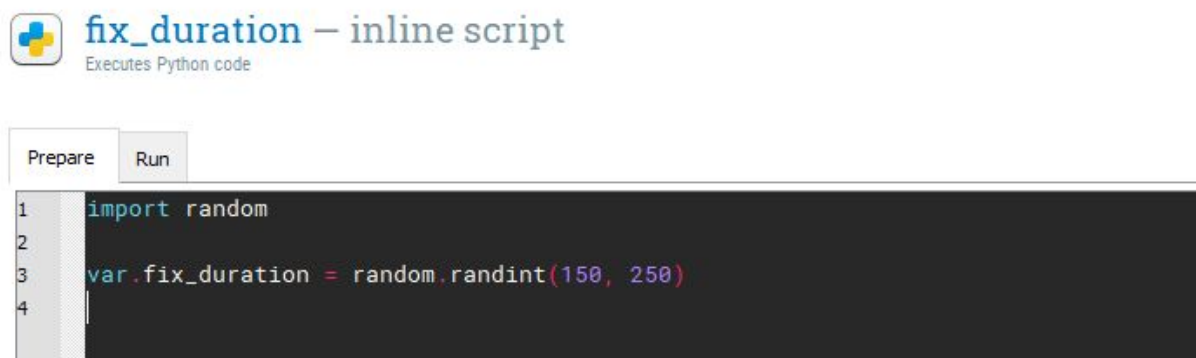 fix_duration – inline script
Executes Python code
Prepare Run
1 import random
2
3 var.fix_duration = random.randint(150, 250)
4